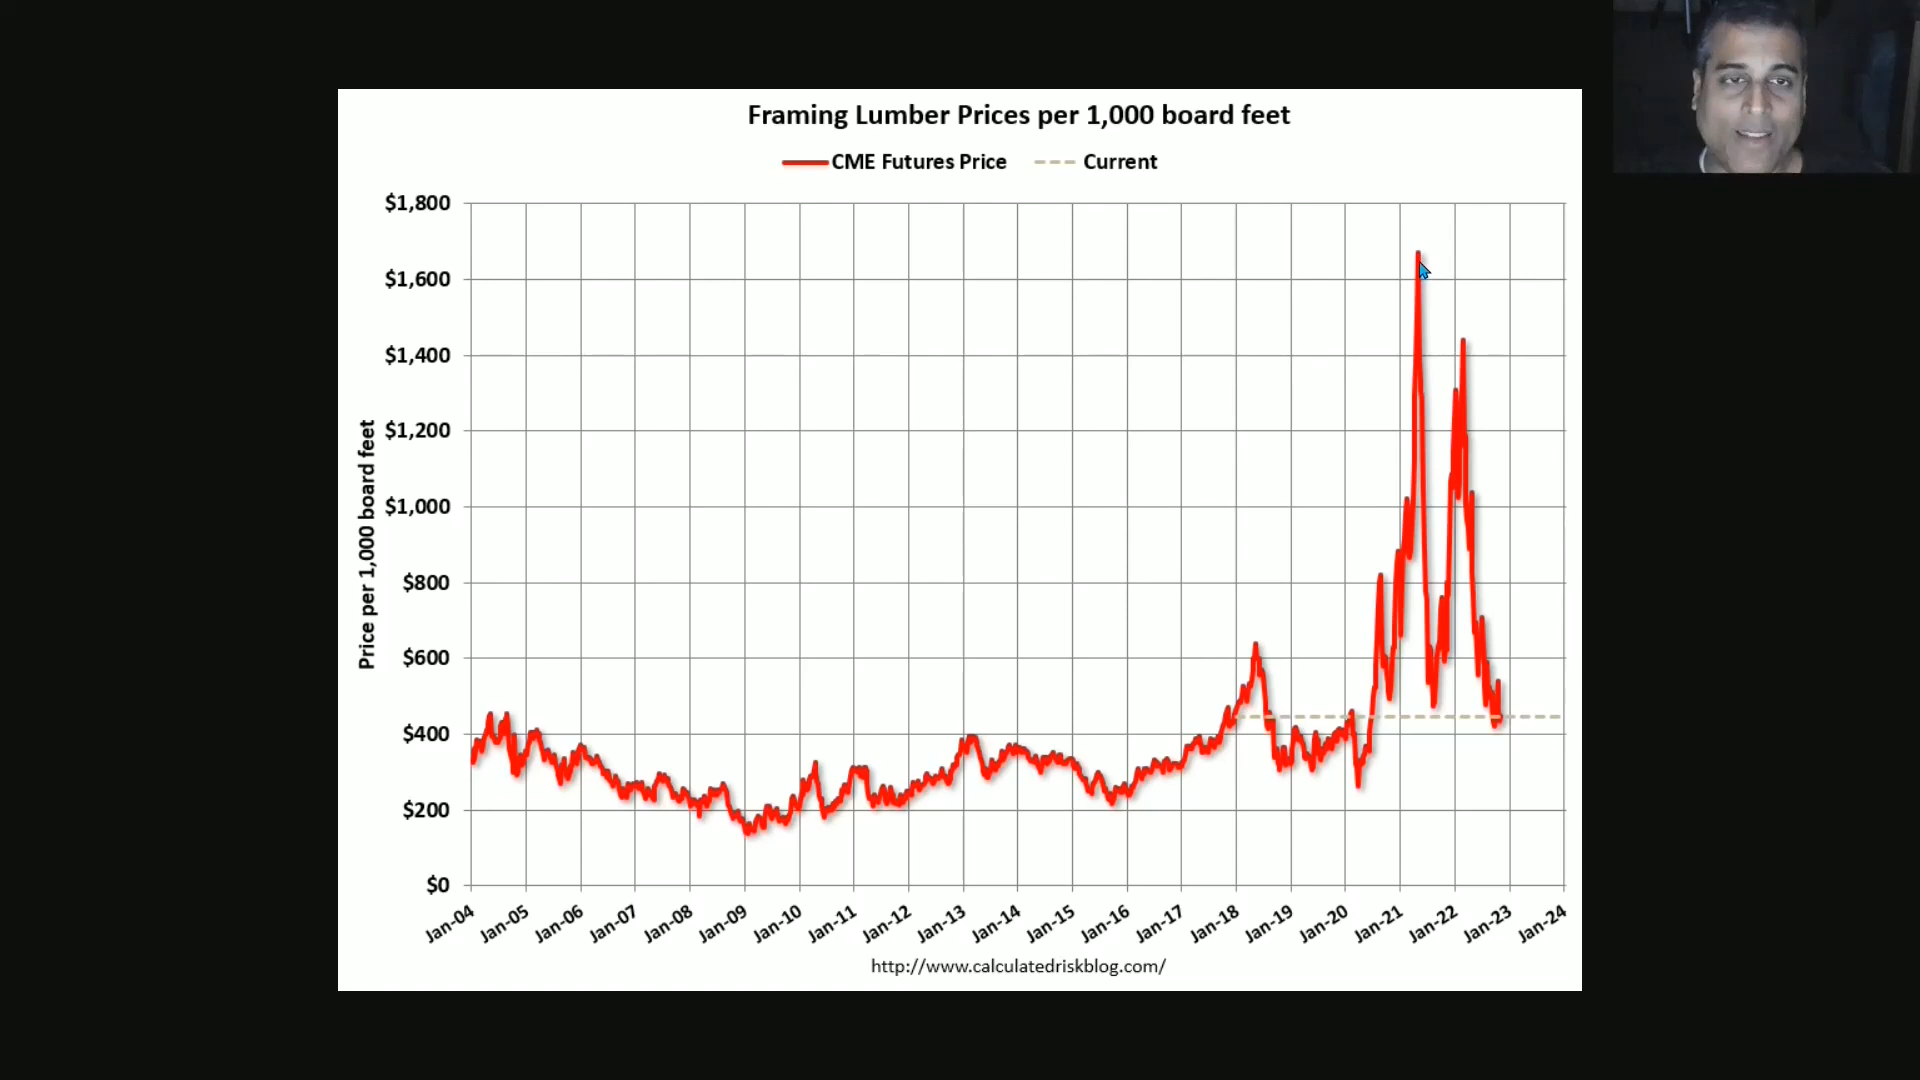 Framing Lumber Prices per 1,000 board feet
CME Futures Price
Current
Price per 1,000 board feet
$1,800
$1,600
$1,400
$1,200
$1,000
$800
$600
$400
$200
$0
Jan-04
Jan-05
Jan-06
Jan-07
Jan-08
Jan-09
Jan-10
Jan-11
Jan-12
Jan-13
Jan-14
Jan-15
Jan-16
Jan-17
Jan-18
Jan-19
Jan-20
Jan-21
Jan-22
Jan-23
Jan-24
http://www.calculatedriskblog.com/